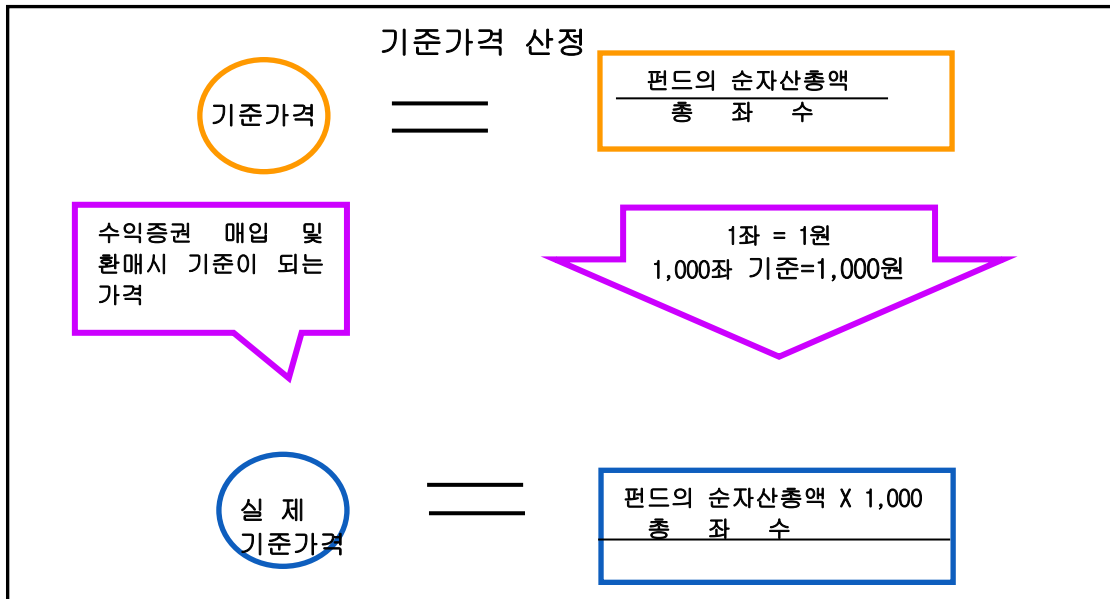 기준가격 산정
기준가격
펀드의 순자산총액
총 좌 수
수익증권 매입 및
환매시 기준이 되는
가격
1좌 = 1원
1,000좌 기준=1,000원
실 제
기준가격
펀드의 순자산총액 X 1,000
총 좌 수